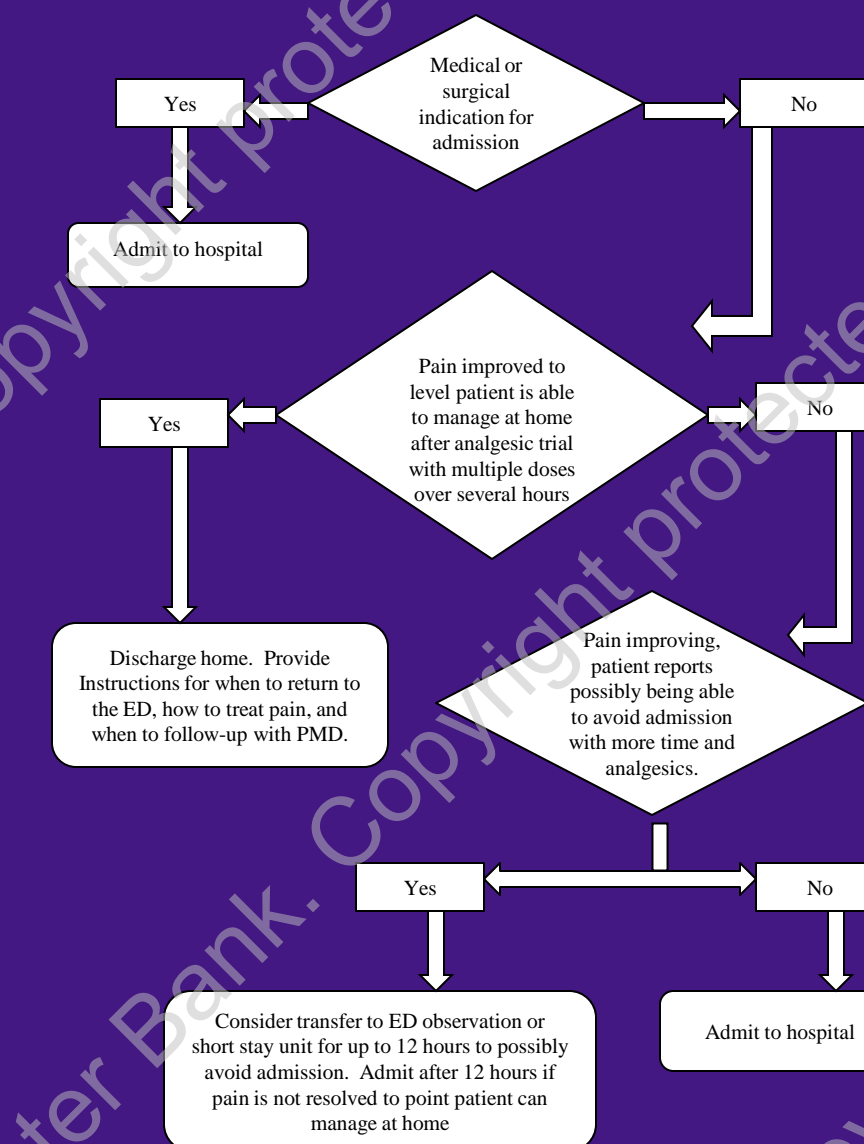 Medical or
surgical
indication for
admission
Yes
No
Admit to hospital
Pain improved to
level patient is able
to manage at home
after analgesic trial
with multiple doses
over several hours
Yes
No
Discharge home. Provide
Instructions for when to return to
the ED, how to treat pain, and
when to follow-up with PMD.
Pain improving,
patient reports
possibly being able
to avoid admission
with more time and
analgesics.
Yes
No
Consider transfer to ED observation or
short stay unit for up to 12 hours to possibly
avoid admission. Admit after 12 hours if
pain is not resolved to point patient can
manage at home
Admit to hospital
Bank. Copyright